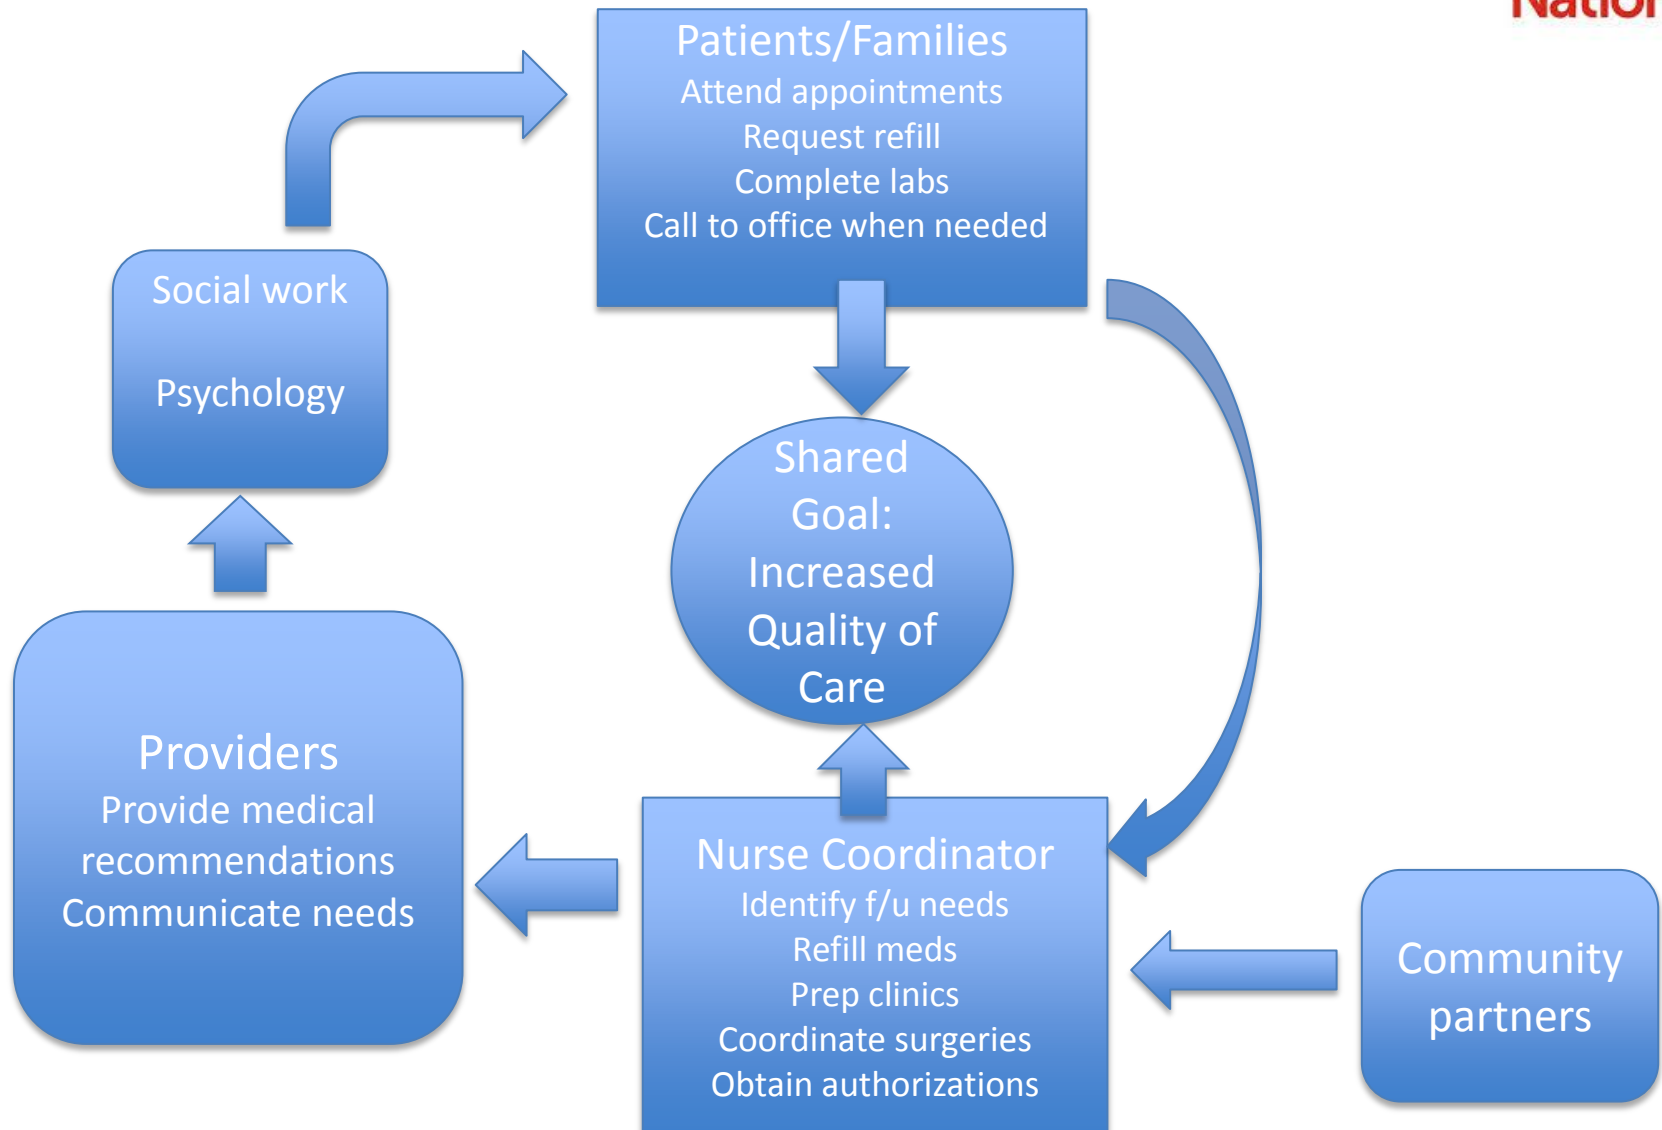 Patients/Families
Attend appointments
Request refill
Complete labs
Call to office when needed
Social work
Psychology
Shared
Goal:
Increased
Quality of
Care
Providers
Provide medical
recommendations
Communicate needs
Nurse Coordinator
Identify f/u needs
Refill meds
Prep clinics
Coordinate surgeries
Obtain authorizations
Community
partners